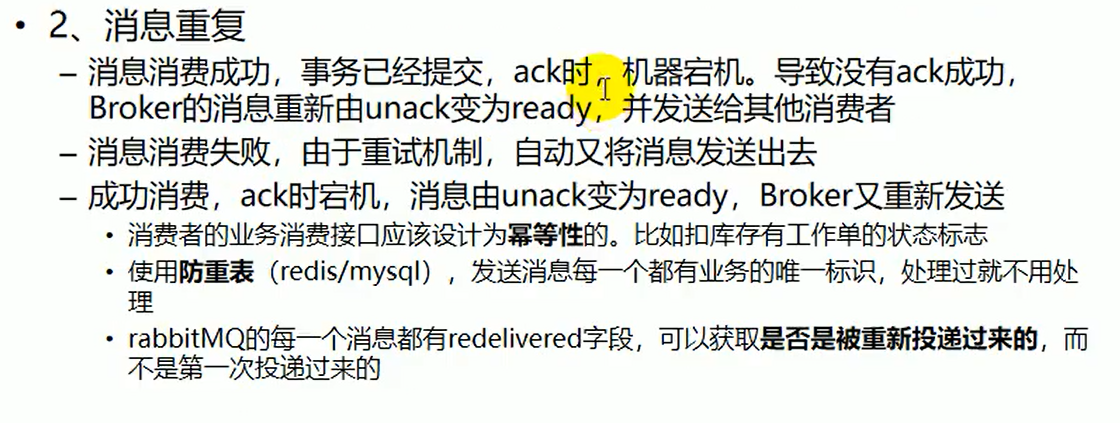 • 2、消息重复
– 消息消费成功，事务已经提交，ack时，机器宕机。导致没有ack成功，
Broker的消息重新由unack变为ready，并发送给其他消费者
– 消息消费失败，由于重试机制，自动又将消息发送出去
– 成功消费，ack时宕机，消息由unack变为ready，Broker又重新发送
• 消费者的业务消费接口应该设计为幂等性的。比如扣库存有工作单的状态标志
• 使用防重表（redis/mysql），发送消息每一个都有业务的唯一标识，处理过就不用处
理
• rabbitMQ的每一个消息都有redelivered字段，可以获取是否是被重新投递过来的，而
不是第一次投递过来的